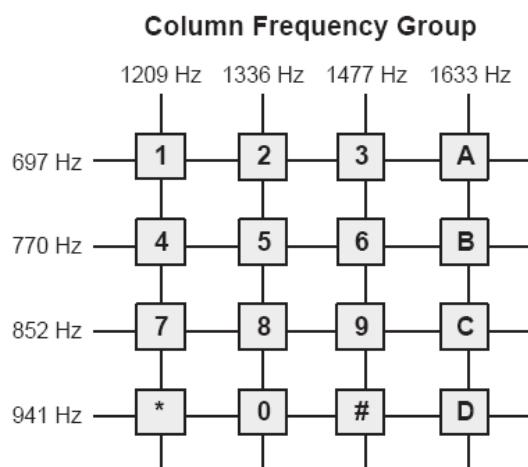 Column Frequency Group
1209 Hz 1336 Hz 1477 Hz 1633 Hz
697 Hz 1 2 3 A
770 Hz 4 5 6 B
852 Hz 7 8 9 C
941 Hz * 0 # D